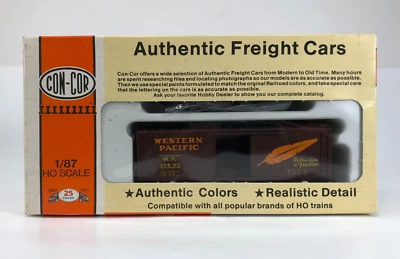 Authentic Freight Cars
Con-Cor offers a wide selection of Authentic Freight Cars from Modern to Old Time. Many hours
are spent researching files and locating photographs so our models are as accurate as possible.
Then we use special paints formulated to match the original Railroad colors, and take special care
that the lettering on the cars is as accurate as possible.
Ask your favorite Hobby Dealer to show you our complete catalog.
CON-COR
1/87
HO SCALE
25
YEARS
WESTERN
PACIFIC
W.P.
★Authentic Colors ★Realistic Detail
Compatible with all popular brands of HO trains